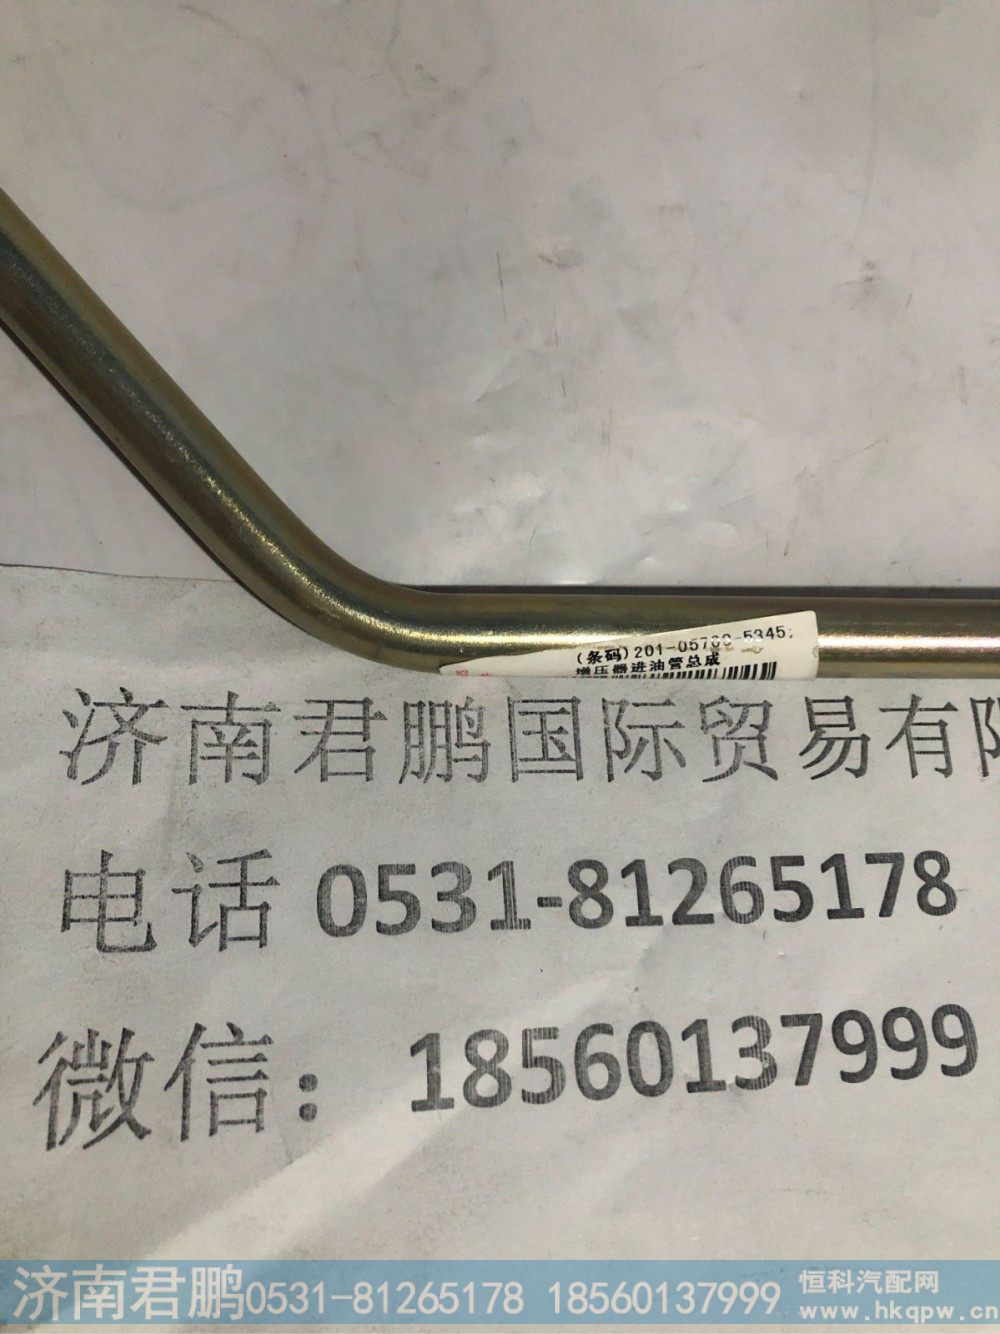 (条码)201-05700-5345;
增压器进油管总成
济南君鹏国际贸易有限
电话 0531-81265178
微信：18560137999
济南君鹏0531-81265178 18560137999
恒科汽配网
www.hkqpw.cn